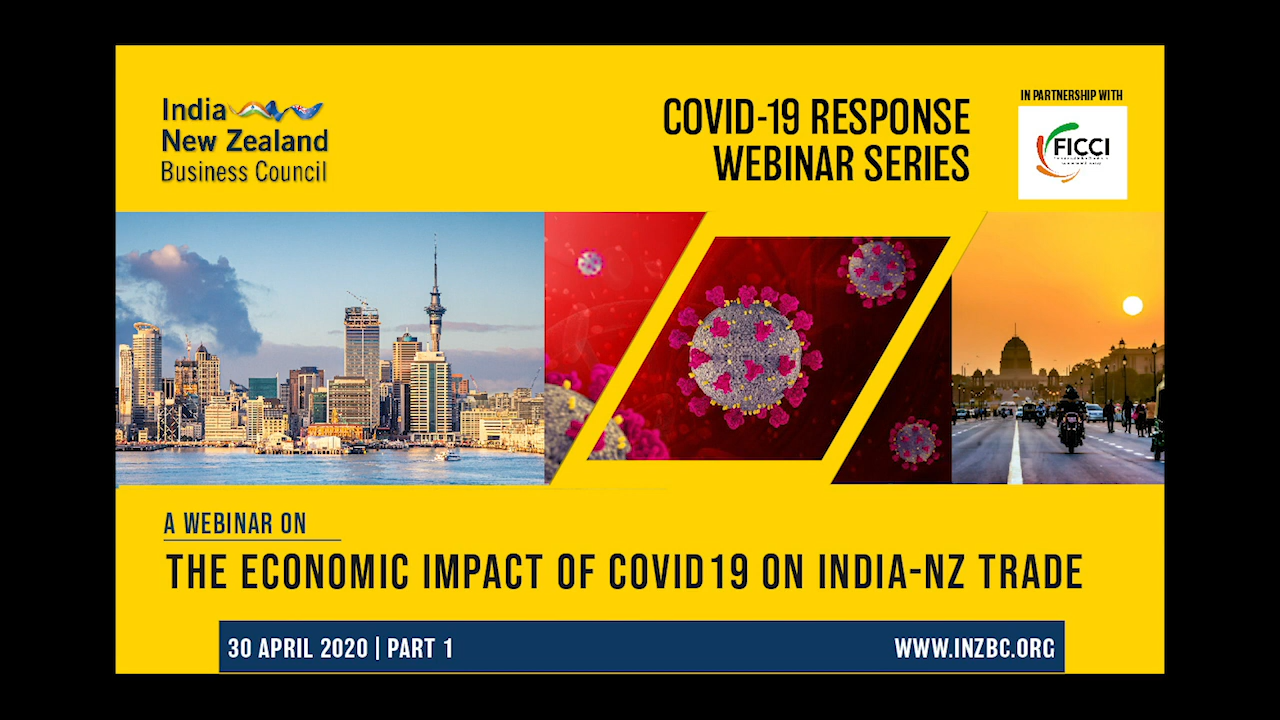 India
New Zealand
Business Council
COVID-19 RESPONSE
WEBINAR SERIES
IN PARTNERSHIP WITH
FICCI
A WEBINAR ON
THE ECONOMIC IMPACT OF COVID19 ON INDIA-NZ TRADE
30 APRIL 2020 | PART 1
WWW.INZBC.ORG